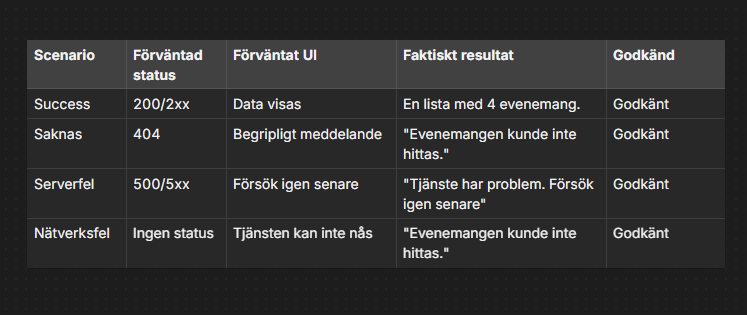 Scenario Förväntad status Förväntat UI Faktiskt resultat Godkänd
Success 200/2xx Data visas En lista med 4 evenemang. Godkänt
Saknas 404 Begripligt meddelande "Evenemangen kunde inte hittas." Godkänt
Serverfel 500/5xx Försök igen senare "Tjänste har problem. Försök igen senare" Godkänt
Nätverksfel Ingen status Tjänsten kan inte nås "Evenemangen kunde inte hittas." Godkänt